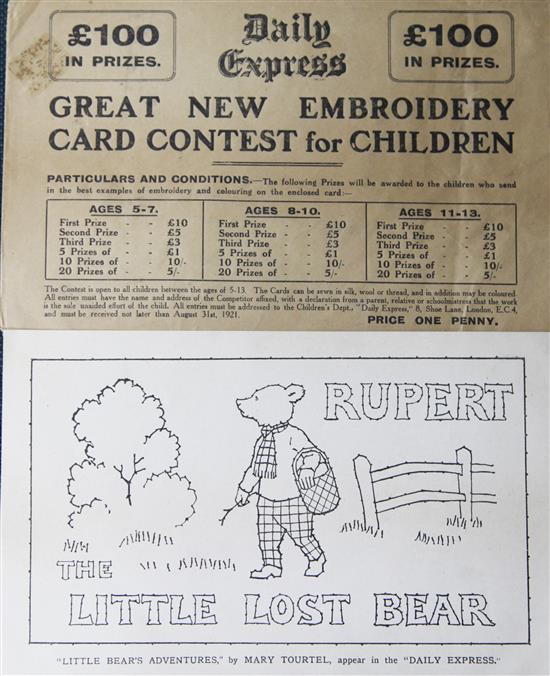 £100
IN PRIZES.
Daily
Express
£100
IN PRIZES.
GREAT NEW EMBROIDERY
CARD CONTEST for CHILDREN
PARTICULARS AND CONDITIONS.—The following Prizes will be awarded to the children who send
in the best examples of embroidery and colouring on the enclosed card:—
AGES 5-7.
First Prize - - £10
Second Prize - £5
Third Prize - - £3
5 Prizes of - £1
10 Prizes of - 10/-
20 Prizes of - 5/-
AGES 8-10.
First Prize - - £10
Second Prize - - £5
Third Prize - - £3
5 Prizes of - - £1
10 Prizes of - - 10/-
20 Prizes of - - 5/-
AGES 11-13.
First Prize - - £10
Second Prize - - £5
Third Prize - - £3
5 Prizes of - - £1
10 Prizes of - - 10/-
20 Prizes of - - 5/-
The Contest is open to all children between the ages of 5-13. The Cards can be sewn in silk, wool or thread, and in addition may be coloured.
All entries must have the name and address of the Competitor affixed, with a declaration from a parent, relative or schoolmistress that the work
is the sole unaided effort of the child. All entries must be addressed to the Children's Dept., "Daily Express," 8, Shoe Lane, London, E.C.4,
and must be received not later than August 31st, 1921.
PRICE ONE PENNY.
RUPERT
THE
LITTLE LOST BEAR
"LITTLE BEAR'S ADVENTURES," by MARY TOURTEL, appear in the "DAILY EXPRESS."